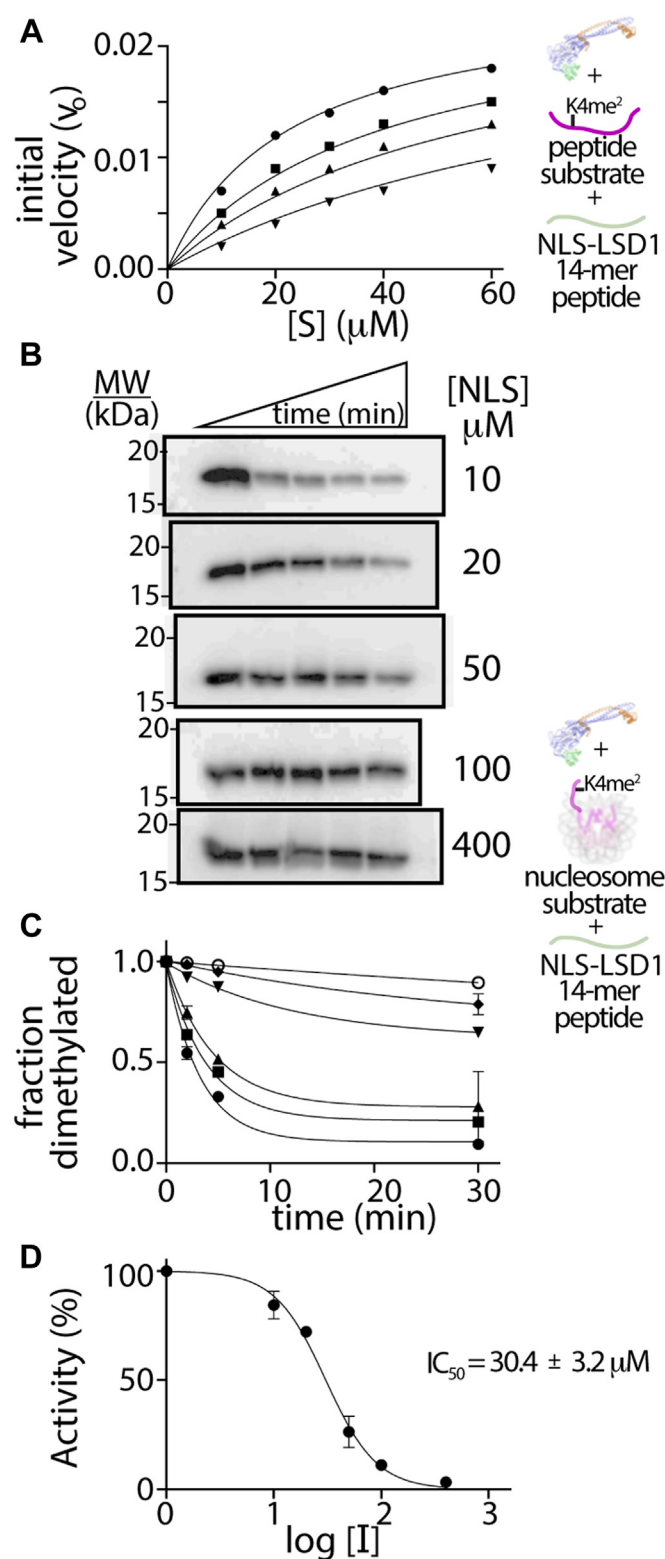 A
0.02
0.01
0.00
initial
velocity (νo)
0
20
40
60
[S] (μM)
+
K4me²
peptide
substrate
+
NLS-LSD1
14-mer
peptide
B
MW
(kDa)
time (min)
[NLS]
μM
20
15
10
20
15
20
20
15
50
20
15
100
20
15
400
+
K4me²
nucleosome
substrate
+
NLS-LSD1
14-mer
peptide
C
1.0
0.5
0.0
fraction
dimethylated
0
10
20
30
time (min)
D
100
50
0
Activity (%)
IC50 = 30.4 ± 3.2 μM
0
1
2
3
log [I]